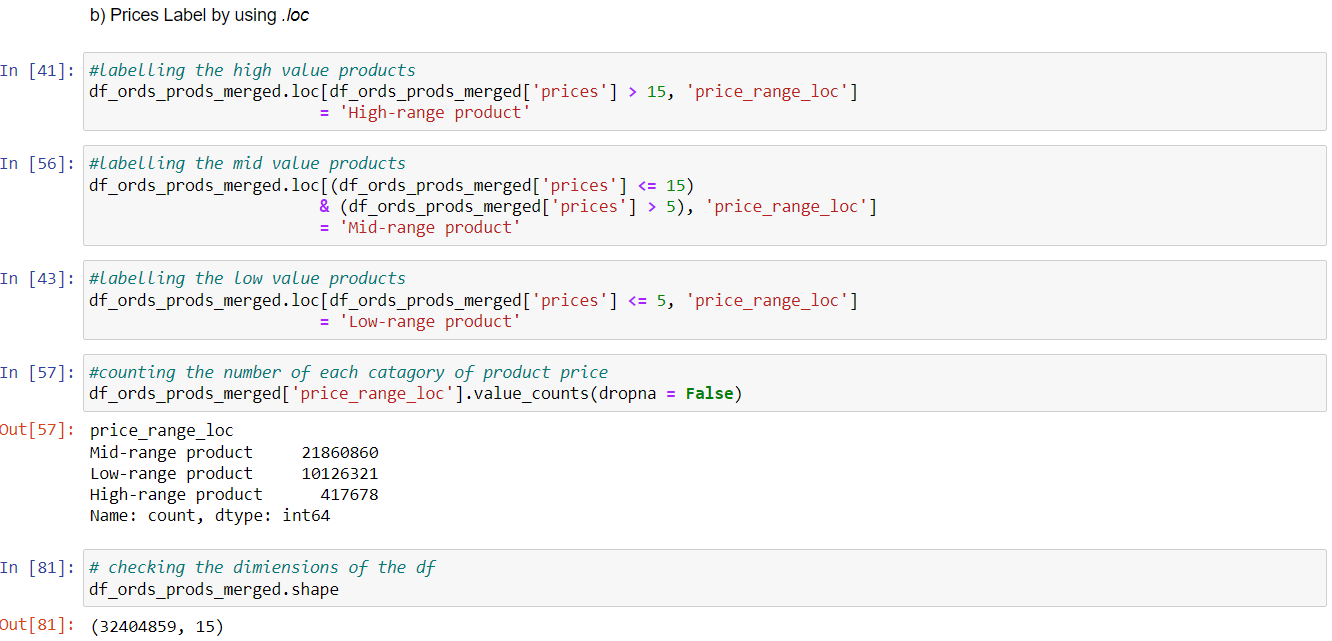 b) Prices Label by using .loc
In [41]:
#labelling the high value products
df_ords_prods_merged.loc[df_ords_prods_merged['prices'] > 15, 'price_range_loc']
= 'High-range product'
In [56]:
#labelling the mid value products
df_ords_prods_merged.loc[(df_ords_prods_merged['prices'] <= 15)
& (df_ords_prods_merged['prices'] > 5), 'price_range_loc']
= 'Mid-range product'
In [43]:
#labelling the low value products
df_ords_prods_merged.loc[df_ords_prods_merged['prices'] <= 5, 'price_range_loc']
= 'Low-range product'
In [57]:
#counting the number of each catagory of product price
df_ords_prods_merged['price_range_loc'].value_counts(dropna = False)
Out[57]:
price_range_loc
Mid-range product 21860860
Low-range product 10126321
High-range product 417678
Name: count, dtype: int64
In [81]:
# checking the dimiensions of the df
df_ords_prods_merged.shape
Out[81]:
(32404859, 15)